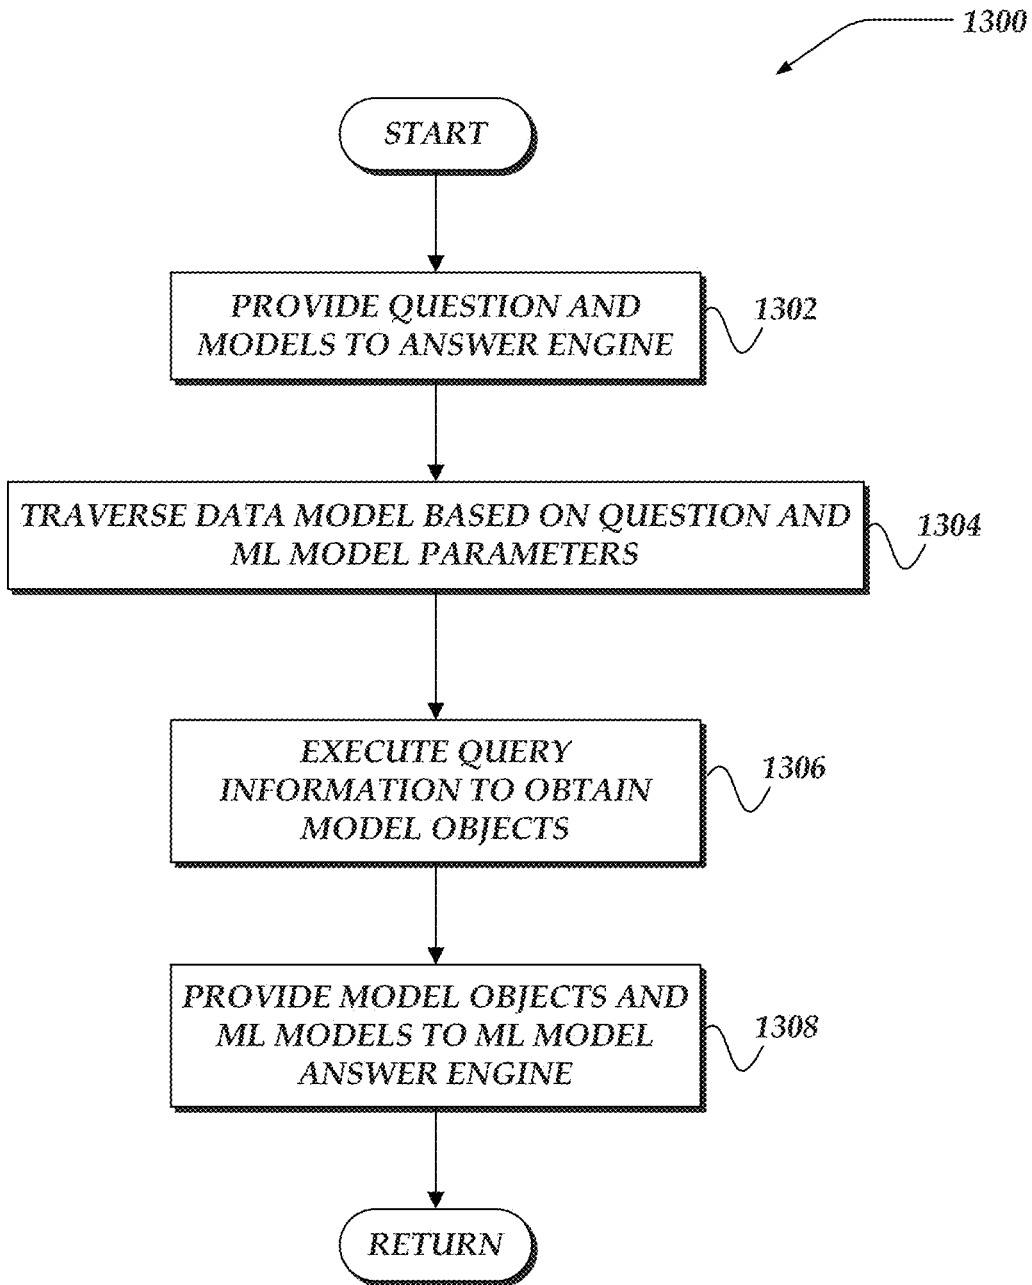 1300
START
PROVIDE QUESTION AND
MODELS TO ANSWER ENGINE
1302
TRAVERSE DATA MODEL BASED ON QUESTION AND
ML MODEL PARAMETERS
1304
EXECUTE QUERY
INFORMATION TO OBTAIN
MODEL OBJECTS
1306
PROVIDE MODEL OBJECTS AND
ML MODELS TO ML MODEL
ANSWER ENGINE
1308
RETURN